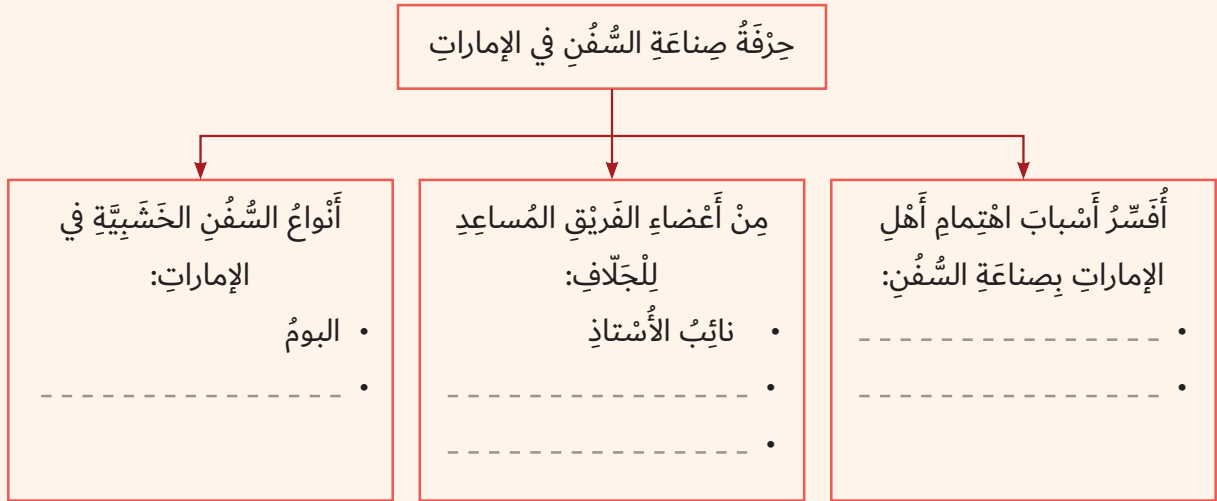 حِرْفَةُ صِناعَةِ السُّفُنِ في الإماراتِ
أُفَسِّرُ أَسْبابَ اهْتِمامِ أَهْلِ
الإماراتِ بِصِناعَةِ السُّفُنِ:
• _ _ _ _ _ _ _ _ _ _ _ _ _ _ _
• _ _ _ _ _ _ _ _ _ _ _ _ _ _ _
مِنْ أَعْضاءِ الفَريْقِ المُساعِدِ
لِلْجَلّافِ:
• نائِبُ الأُسْتاذِ
• _ _ _ _ _ _ _ _ _ _ _ _ _ _ _
• _ _ _ _ _ _ _ _ _ _ _ _ _ _ _
أَنْواعُ السُّفُنِ الخَشَبِيَّةِ في
الإماراتِ:
• البومُ
• _ _ _ _ _ _ _ _ _ _ _ _ _ _ _